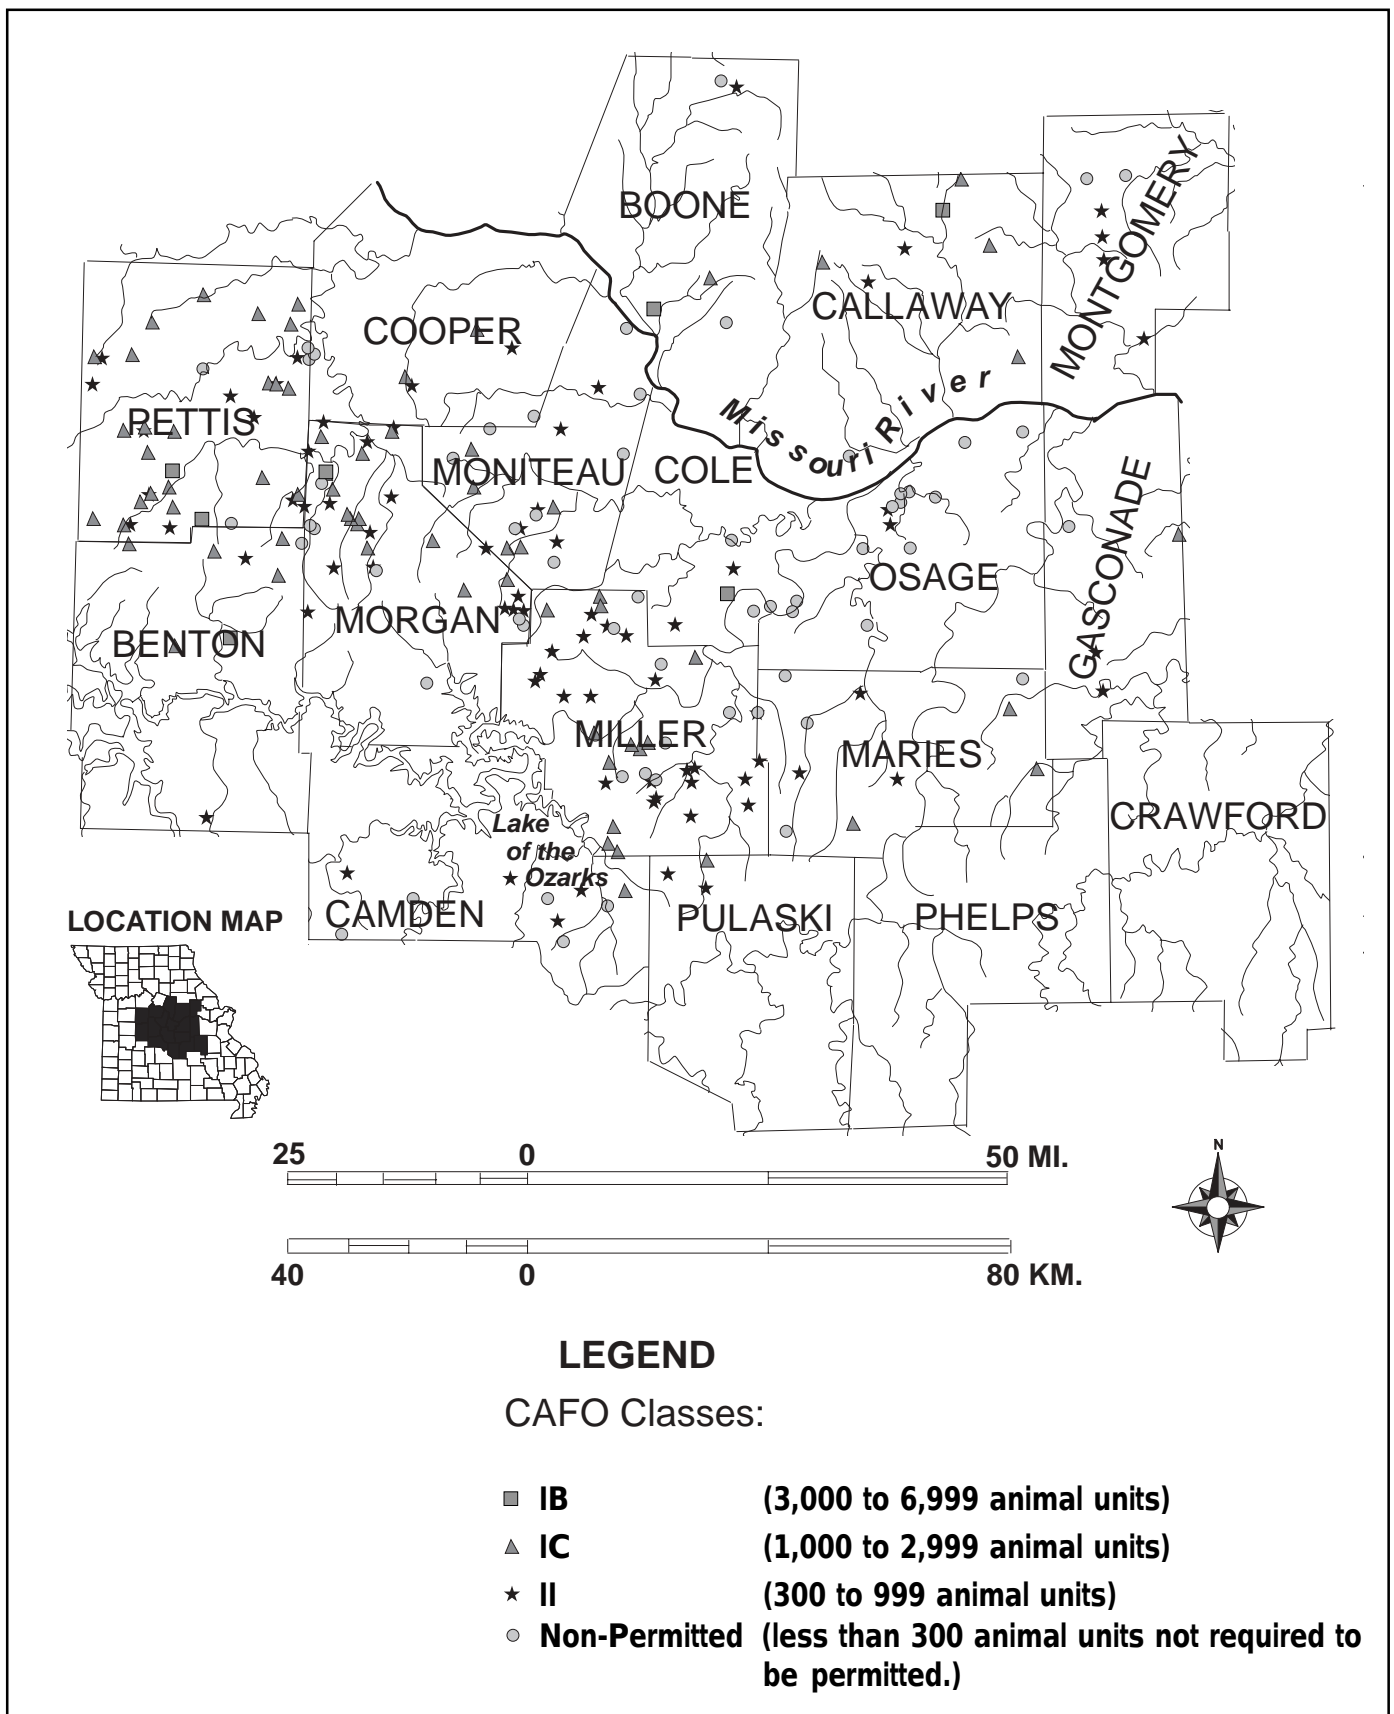 BOONE
MONTGOMERY
CALLAWAY
COOPER
Missouri River
PETTIS
MONITEAU
COLE
GASCONADE
OSAGE
MORGAN
BENTON
MILLER
MARIES
CRAWFORD
Lake
of the
Ozarks
CAMDEN
PULASKI
PHELPS
LOCATION MAP
25 0 50 MI.
N
40 0 80 KM.
LEGEND
CAFO Classes:
IB (3,000 to 6,999 animal units)
IC (1,000 to 2,999 animal units)
II (300 to 999 animal units)
Non-Permitted (less than 300 animal units not required to
be permitted.)